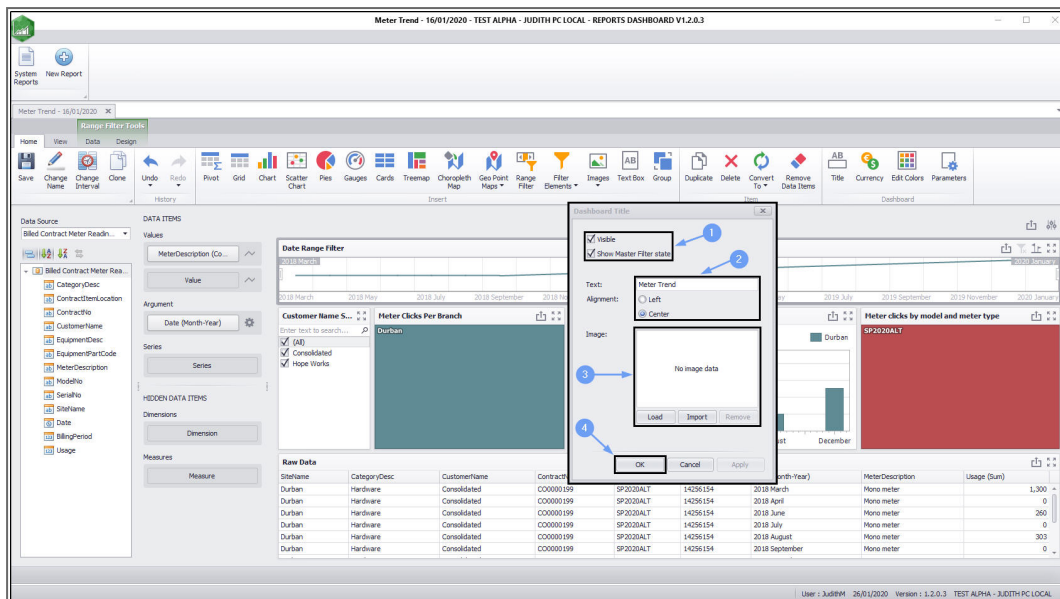 Meter Trend - 16/01/2020 - TEST ALPHA - JUDITH PC LOCAL - REPORTS DASHBOARD V1.2.0.3
System Reports
New Report
Meter Trend - 16/01/2020
Range Filter Tools
Home View Data Design
Save Change Name Change Interval Clone Undo Redo Pivot Grid Chart Scatter Chart Pies Gauges Cards Treemap Choropleth Map Geo Point Maps Range Filter Filter Elements Images Text Box Group Duplicate Delete Convert To Remove Data Items Title Currency Edit Colors Parameters
History Insert Item Dashboard
Data Source
Billed Contract Meter Readin...
Billed Contract Meter Rea...
CategoryDesc
ContractItemLocation
ContractNo
CustomerName
EquipmentDesc
EquipmentPartCode
MeterDescription
ModelNo
SerialNo
SiteName
Date
BillingPeriod
Usage
DATA ITEMS
Values
MeterDescription (Co...
Value
Argument
Date (Month-Year)
Series
Series
HIDDEN DATA ITEMS
Dimensions
Dimension
Measures
Measure
Date Range Filter
2018 March 2020 January
2018 March 2018 May 2018 July 2018 September 2019 July 2019 September 2019 November 2020 January
Customer Name S...
Enter text to search...
(All)
Consolidated
Hope Works
Meter Clicks Per Branch
Durban
Durban
December
Meter clicks by model and meter type
SP2020ALT
Dashboard Title
Visible
Show Master Filter state
1
2
Text: Meter Trend
Alignment: Left
Center
Image:
No image data
3
Load Import Remove
4
OK Cancel Apply
Raw Data
SiteName CategoryDesc CustomerName MeterDescription Usage (Sum)
Durban Hardware Consolidated CO0000199 SP2020ALT 14256154 2018 March Mono meter 1,300
Durban Hardware Consolidated CO0000199 SP2020ALT 14256154 2018 April Mono meter 0
Durban Hardware Consolidated CO0000199 SP2020ALT 14256154 2018 June Mono meter 260
Durban Hardware Consolidated CO0000199 SP2020ALT 14256154 2018 July Mono meter 0
Durban Hardware Consolidated CO0000199 SP2020ALT 14256154 2018 August Mono meter 303
Durban Hardware Consolidated CO0000199 SP2020ALT 14256154 2018 September Mono meter 0
User : JudithM 26/01/2020 Version : 1.2.0.3 TEST ALPHA - JUDITH PC LOCAL